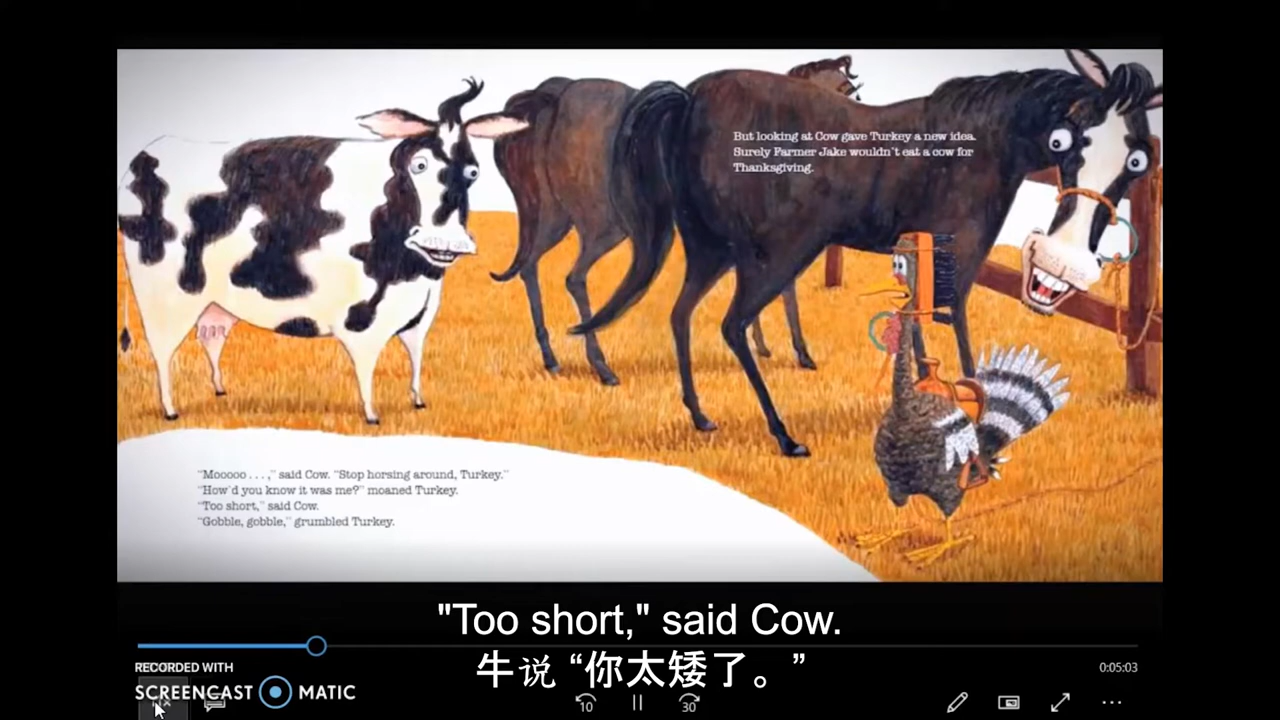 But looking at Cow gave Turkey a new idea.
Surely Farmer Jake wouldn't eat a cow for
Thanksgiving.
"Mooooo . . . ," said Cow. "Stop horsing around, Turkey."
"How'd you know it was me?" moaned Turkey.
"Too short," said Cow.
"Gobble, gobble," grumbled Turkey.
"Too short," said Cow.
牛说 “你太矮了。”
RECORDED WITH
SCREENCAST MATIC
0:05:03
10
30